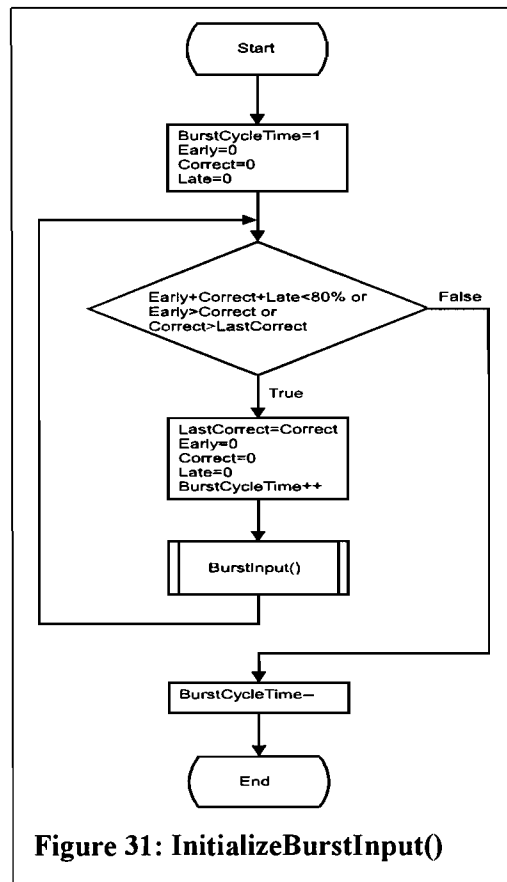 Start
BurstCycleTime=1
Early=0
Correct=0
Late=0
Early+Correct+Late<80% or
Early>Correct or
Correct>LastCorrect
False
True
LastCorrect=Correct
Early=0
Correct=0
Late=0
BurstCycleTime++
BurstInput()
BurstCycleTime–
End
Figure 31: InitializeBurstInput()